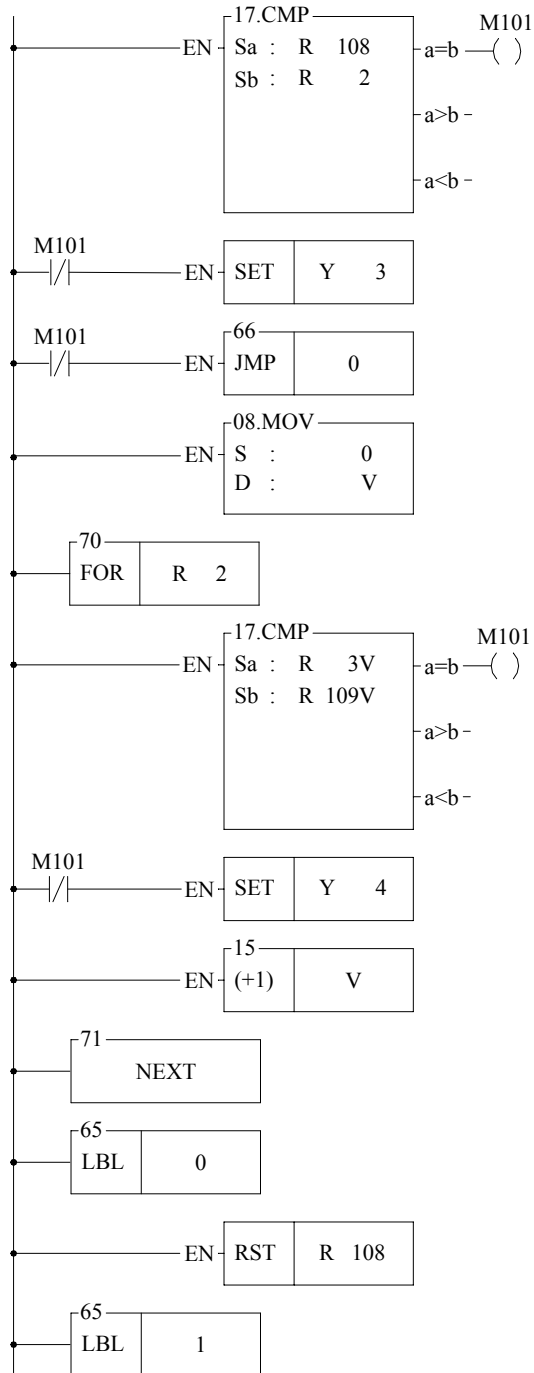 17.CMP
M101
EN Sa : R 108 a=b ( )
Sb : R 2
a>b
a<b
M101
EN SET Y 3
M101
66
EN JMP 0
08.MOV
EN S : 0
D : V
70
FOR R 2
17.CMP
M101
EN Sa : R 3V a=b ( )
Sb : R 109V
a>b
a<b
M101
EN SET Y 4
15
EN (+1) V
71
NEXT
65
LBL 0
EN RST R 108
65
LBL 1